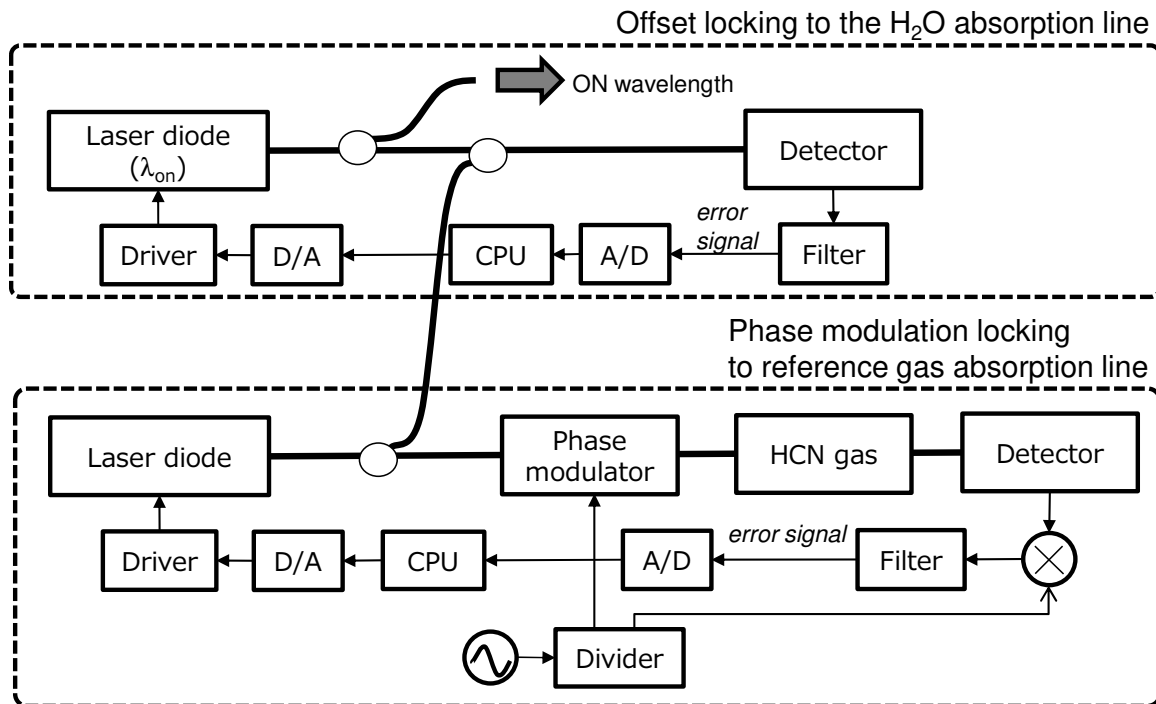 Offset locking to the H₂O absorption line
ON wavelength
Laser diode
(λon)
Detector
error
signal
Driver
D/A
CPU
A/D
Filter
Phase modulation locking
to reference gas absorption line
Laser diode
Phase
modulator
HCN gas
Detector
error signal
Driver
D/A
CPU
A/D
Filter
Divider